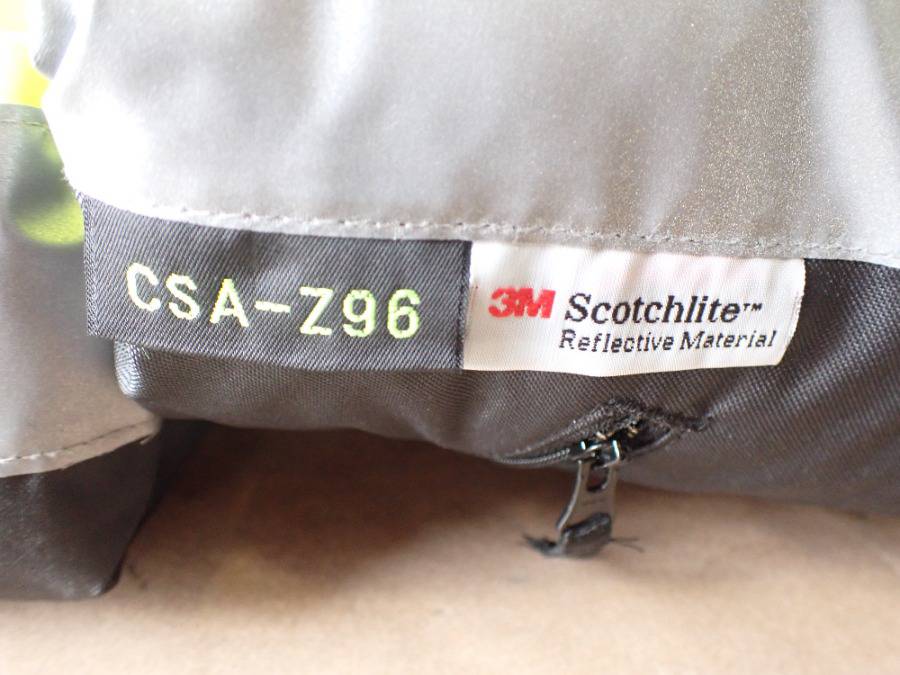 CSA-Z96
3M Scotchlite™
Reflective Material